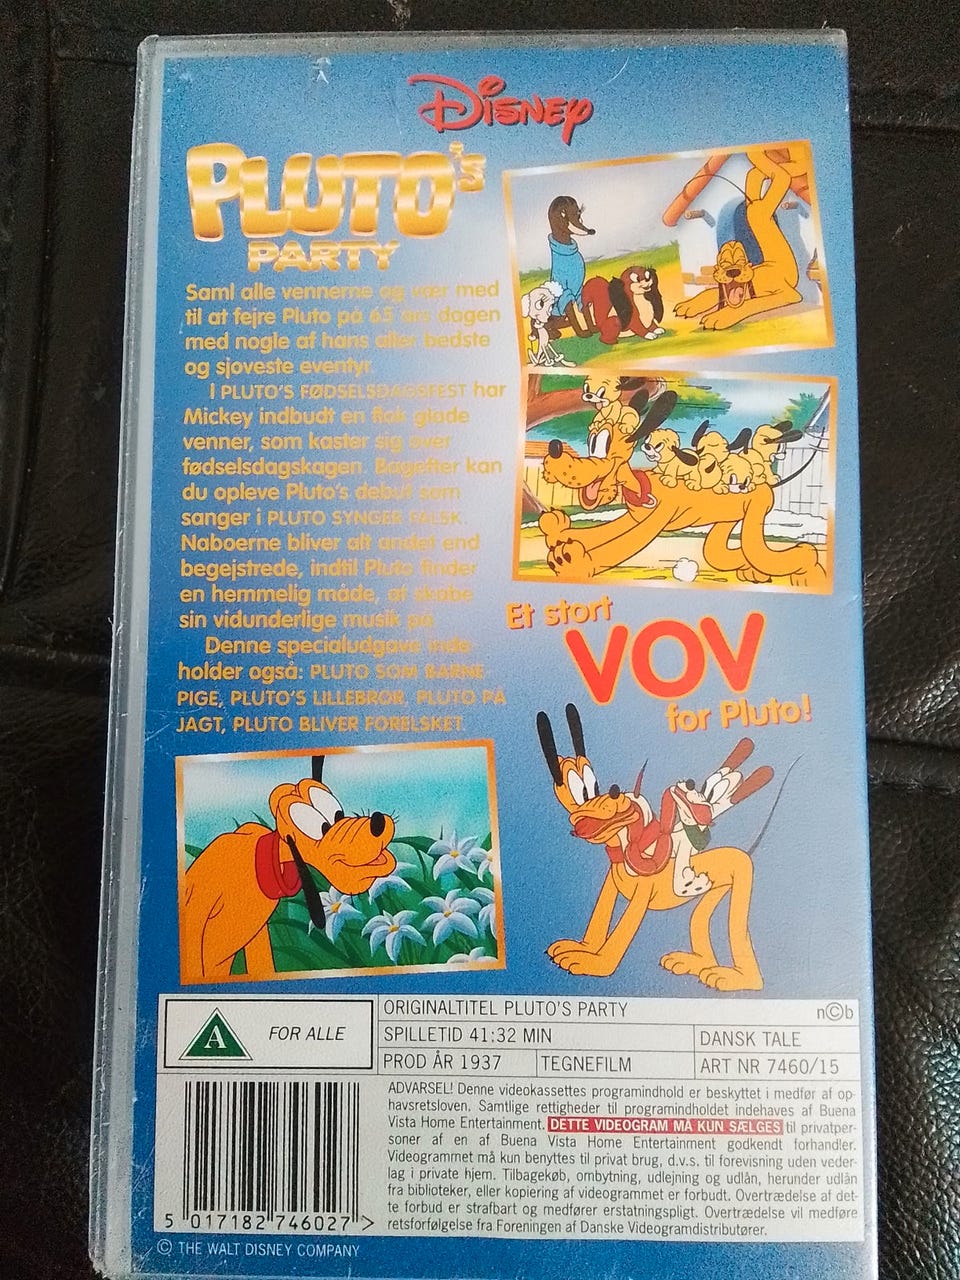 DISNEY
PLUTO'S
PARTY
Saml alle vennerne og vær med
til at fejre Pluto på 65 års dagen
med nogle af hans aller bedste
og sjoveste eventyr.
I PLUTO'S FØDSELSDAGSFEST har
Mickey indbudt en flok glade
venner, som kaster sig over
fødselsdagskagen. Bagefter kan
du opleve Pluto's debut som
sanger i PLUTO SYNGER FALSK.
Naboerne bliver alt andet end
begejstrede, indtil Pluto finder
en hemmelig måde, at skabe
sin vidunderlige musik på.
Denne specialudgave inde-
holder også: PLUTO SOM BARNE-
PIGE, PLUTO'S LILLEBROR, PLUTO PÅ
JAGT, PLUTO BLIVER FORELSKET.
Et stort
VOV
for Pluto!
A
FOR ALLE
ORIGINALTITEL PLUTO'S PARTY
n©b
SPILLETID 41:32 MIN
DANSK TALE
PROD ÅR 1937
TEGNEFILM
ART NR 7460/15
ADVARSEL! Denne videokassettes programindhold er beskyttet i medfør af op-
havsretsloven. Samtlige rettigheder til programindholdet indehaves af Buena
Vista Home Entertainment. DETTE VIDEOGRAM MÅ KUN SÆLGES til privatper-
soner af en af Buena Vista Home Entertainment godkendt forhandler.
Videogrammet må kun benyttes til privat brug, d.v.s. til forevisning uden veder-
lag i private hjem. Tilbagekøb, ombytning, udlejning og udlån, herunder udlån
fra biblioteker, eller kopiering af videogrammet er forbudt. Overtrædelse af det-
te forbud er strafbart og medfører erstatningspligt. Overtrædelse vil medføre
retsforfølgelse fra Foreningen af Danske Videogramdistributører.
5 017182 746027 >
© THE WALT DISNEY COMPANY